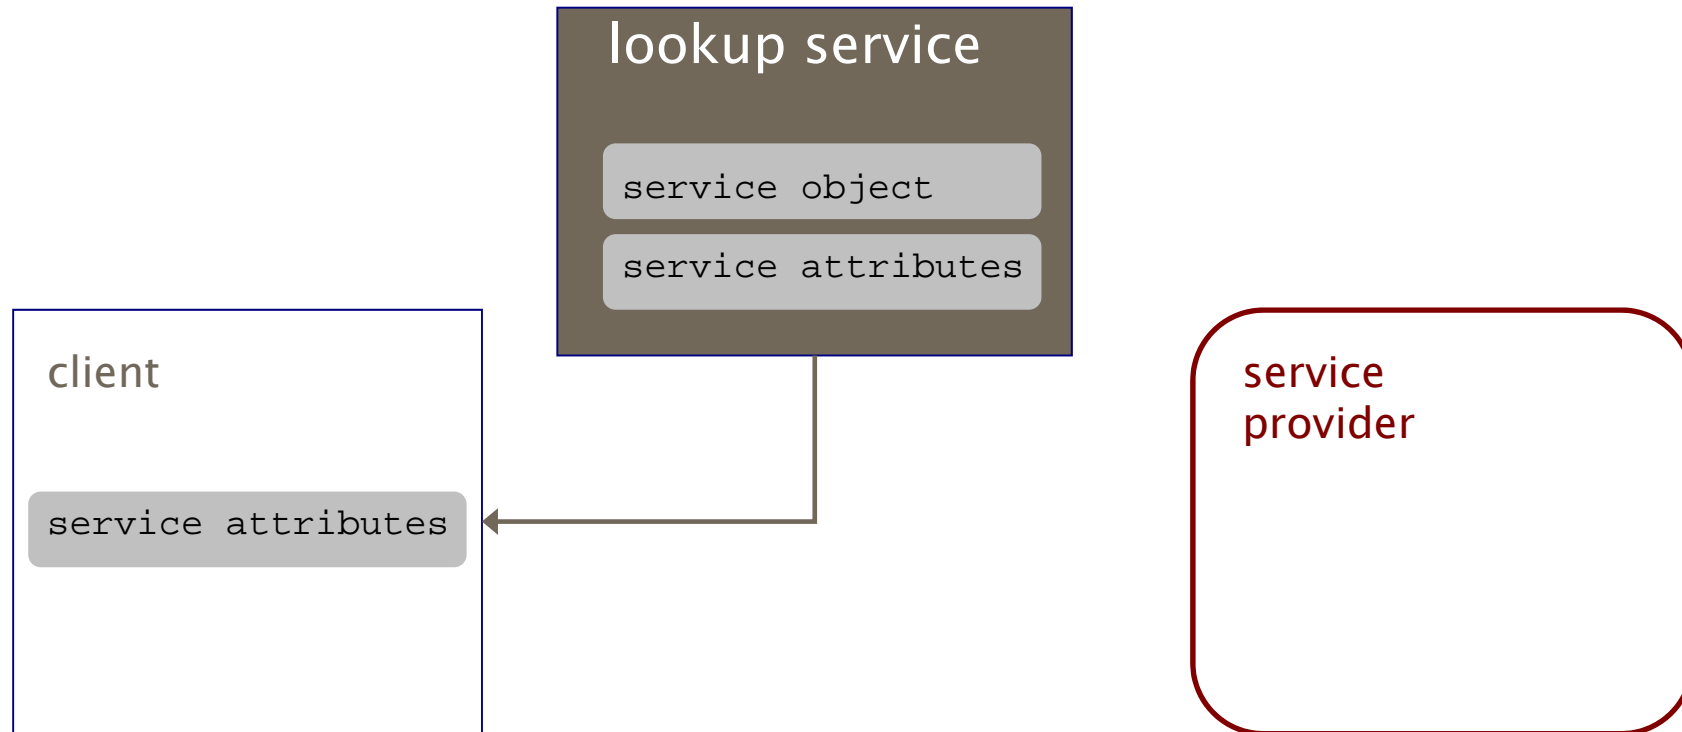 lookup service
service object
service attributes
client
service attributes
service
provider